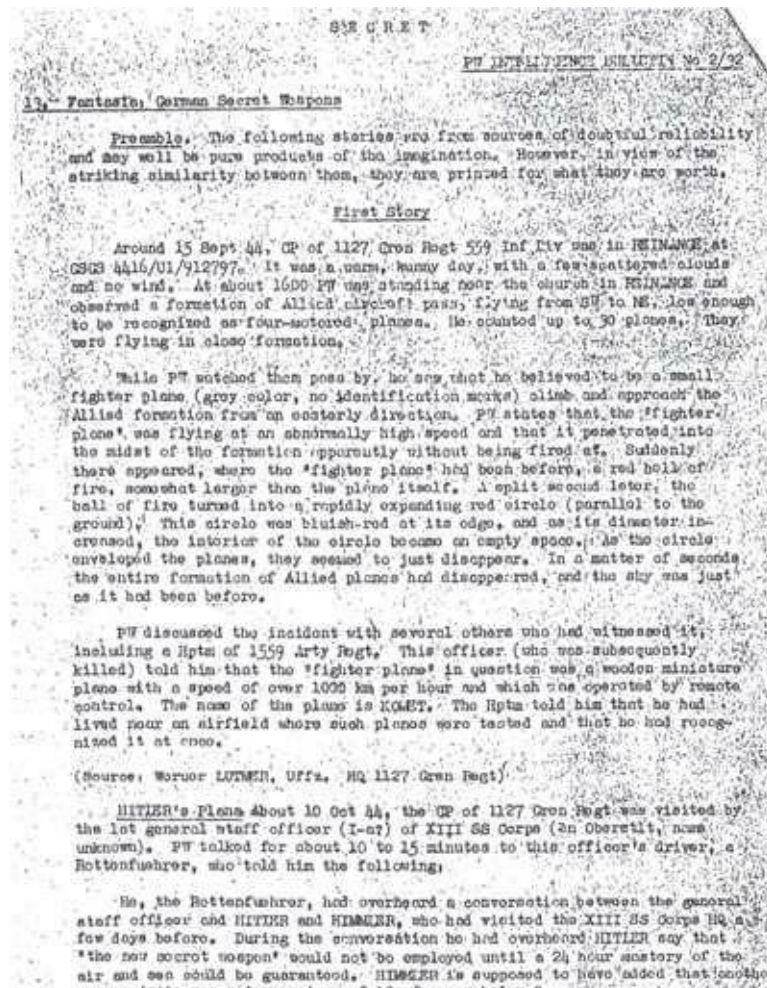 SECRET
PW INTELLIGENCE BULLETIN No 2/32
13.- Fantasia, German Secret Weapons
Preamble. The following stories are from sources of doubtful reliability
and may well be pure products of the imagination. However, in view of the
striking similarity between them, they are printed for what they are worth.
First Story
Around 15 Sept 44, CP of 1127 Gren Regt 559 Inf Div was in REINANGE at
GSGS 4416/U1/912797. It was a warm, sunny day, with a few scattered clouds
and no wind. At about 1600 PW was standing near the church in REINANGE and
observed a formation of Allied aircraft pass, flying from SW to NE, low enough
to be recognized as four-motored planes. He counted up to 30 planes. They
were flying in close formation.
While PW watched them pass by, he saw what he believed to be a small
fighter plane (grey color, no identification marks) climb and approach the
Allied formation from an easterly direction. PW states that the "fighter
plane" was flying at an abnormally high speed and that it penetrated into
the midst of the formation apparently without being fired at. Suddenly
there appeared, where the "fighter plane" had been before, a red ball of
fire, somewhat larger than the plane itself. A split second later, the
ball of fire turned into a rapidly expanding red circle (parallel to the
ground). This circle was bluish-red at its edge, and as its diameter in-
creased, the interior of the circle became an empty space. As the circle
enveloped the planes, they seemed to just disappear. In a matter of seconds
the entire formation of Allied planes had disappeared, and the sky was just
as it had been before.
PW discussed the incident with several others who had witnessed it,
including a Hptm of 1559 Arty Regt. This officer (who was subsequently
killed) told him that the "fighter plane" in question was a wooden miniature
plane with a speed of over 1000 km per hour and which was operated by remote
control. The name of the plane is KOMET. The Hptm told him that he had
lived near an airfield where such planes were tested and that he had recog-
nized it at once.
(Source: Werner LUTMER, Uffz. HQ 1127 Gren Regt)
HITLER's Plans About 10 Oct 44, the CP of 1127 Gren Regt was visited by
the 1st general staff officer (I-a?) of XIII SS Corps (an Oberstlt, name
unknown). PW talked for about 10 to 15 minutes to this officer's driver, a
Rottenfuehrer, who told him the following:
He, the Rottenfuehrer, had overheard a conversation between the general
staff officer and HITLER and HIMMLER, who had visited the XIII SS Corps HQ a
few days before. During the conversation he had overheard HITLER say that
"the new secret weapon" would not be employed until a 24 hour mastery of the
air and sea could be guaranteed. HIMMLER is supposed to have added that